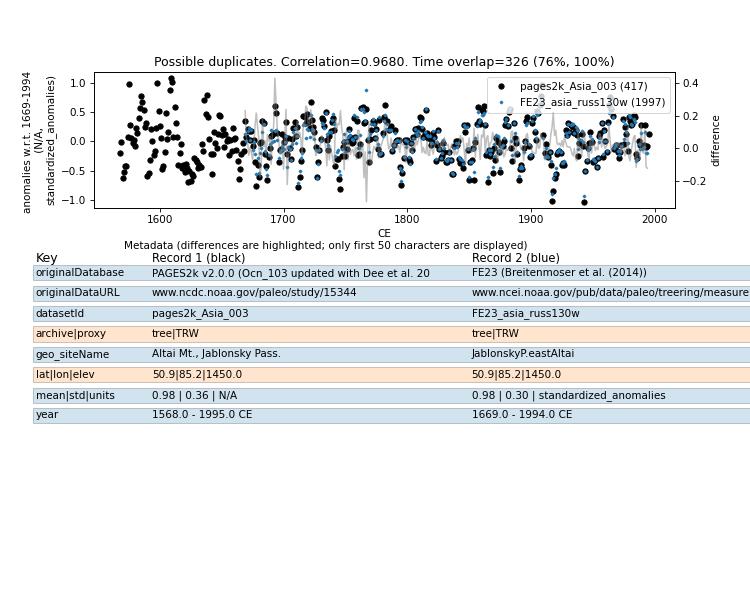 Possible duplicates. Correlation=0.9680. Time overlap=326 (76%, 100%)
anomalies w.r.t. 1669-1994
(N/A,
standardized_anomalies)
1.0
0.5
0.0
−0.5
−1.0
pages2k_Asia_003 (417)
FE23_asia_russ130w (1997)
0.4
0.2
0.0
−0.2
difference
1600 1700 1800 1900 2000
CE
Metadata (differences are highlighted; only first 50 characters are displayed)
Key Record 1 (black) Record 2 (blue)
originalDatabase PAGES2k v2.0.0 (Ocn_103 updated with Dee et al. 20 FE23 (Breitenmoser et al. (2014))
originalDataURL www.ncdc.noaa.gov/paleo/study/15344 www.ncei.noaa.gov/pub/data/paleo/treering/measure
datasetId pages2k_Asia_003 FE23_asia_russ130w
archive|proxy tree|TRW tree|TRW
geo_siteName Altai Mt., Jablonsky Pass. JablonskyP.eastAltai
lat|lon|elev 50.9|85.2|1450.0 50.9|85.2|1450.0
mean|std|units 0.98 | 0.36 | N/A 0.98 | 0.30 | standardized_anomalies
year 1568.0 - 1995.0 CE 1669.0 - 1994.0 CE